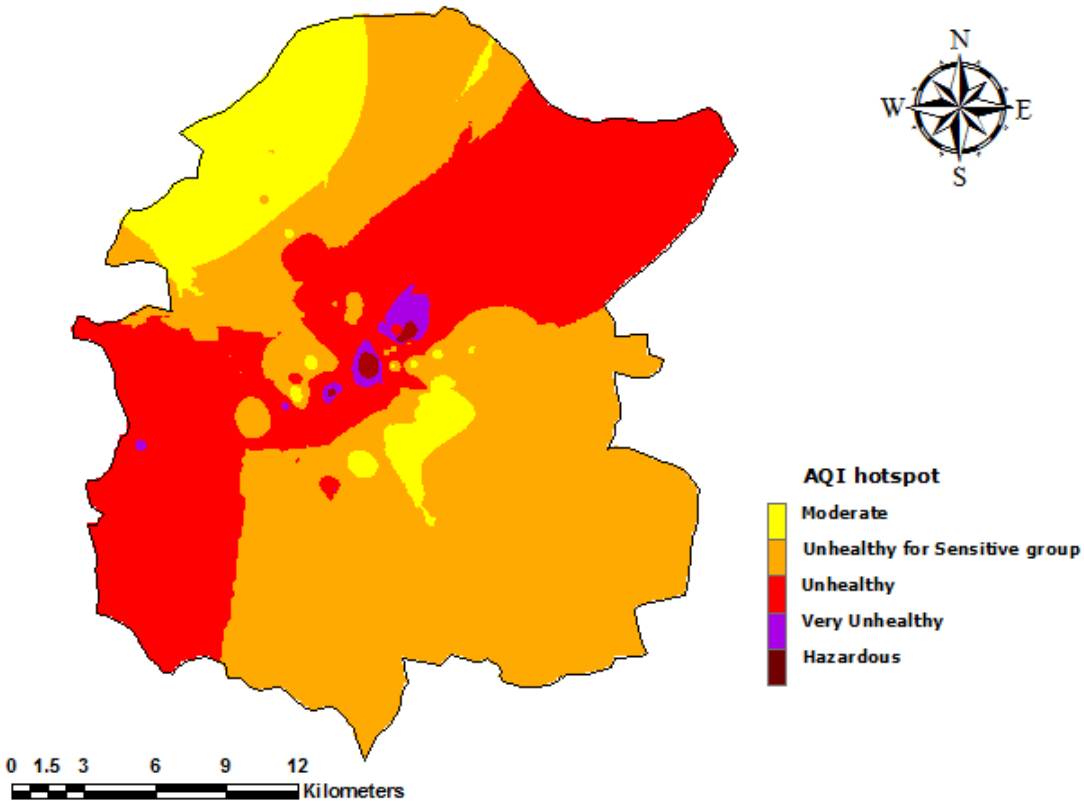 N
W E
S
AQI hotspot
Moderate
Unhealthy for Sensitive group
Unhealthy
Very Unhealthy
Hazardous
0 1.5 3 6 9 12
Kilometers